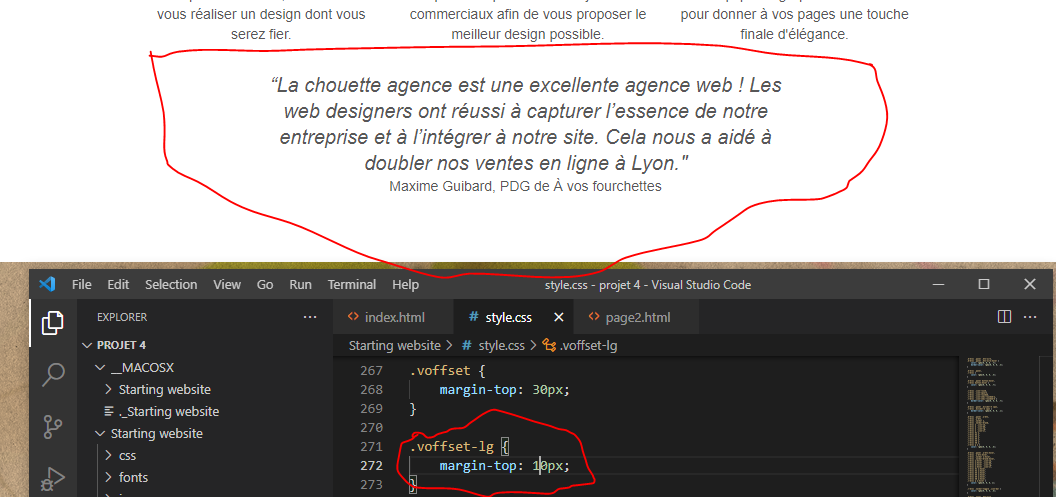 vous réaliser un design dont vous
serez fier.
commerciaux afin de vous proposer le
meilleur design possible.
pour donner à vos pages une touche
finale d'élégance.
“La chouette agence est une excellente agence web ! Les
web designers ont réussi à capturer l’essence de notre
entreprise et à l’intégrer à notre site. Cela nous a aidé à
doubler nos ventes en ligne à Lyon."
Maxime Guibard, PDG de À vos fourchettes
File Edit Selection View Go Run Terminal Help style.css - projet 4 - Visual Studio Code
EXPLORER
PROJET 4
__MACOSX
Starting website
._Starting website
Starting website
css
fonts
index.html # style.css page2.html
Starting website > # style.css > .voffset-lg
267 .voffset {
268 margin-top: 30px;
269 }
270
271 .voffset-lg {
272 margin-top: 10px;
273 }